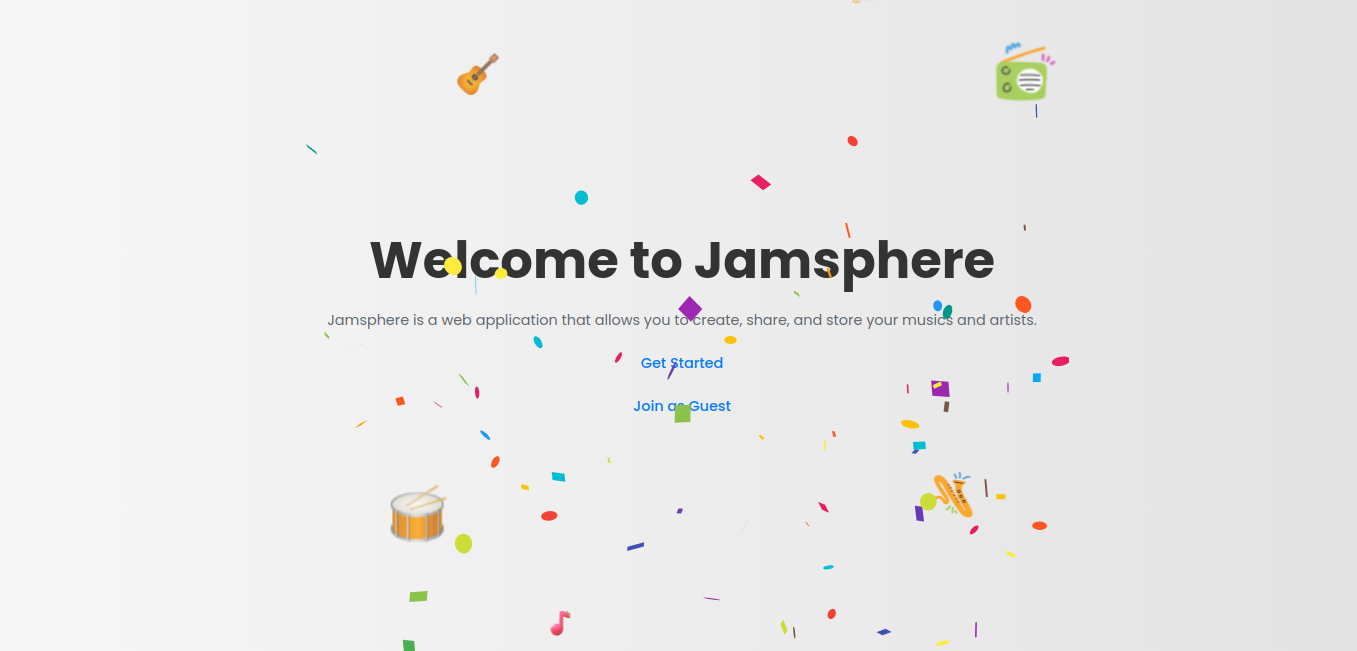 Welcome to Jamsphere
Jamsphere is a web application that allows you to create, share, and store your musics and artists.
Get Started
Join as Guest